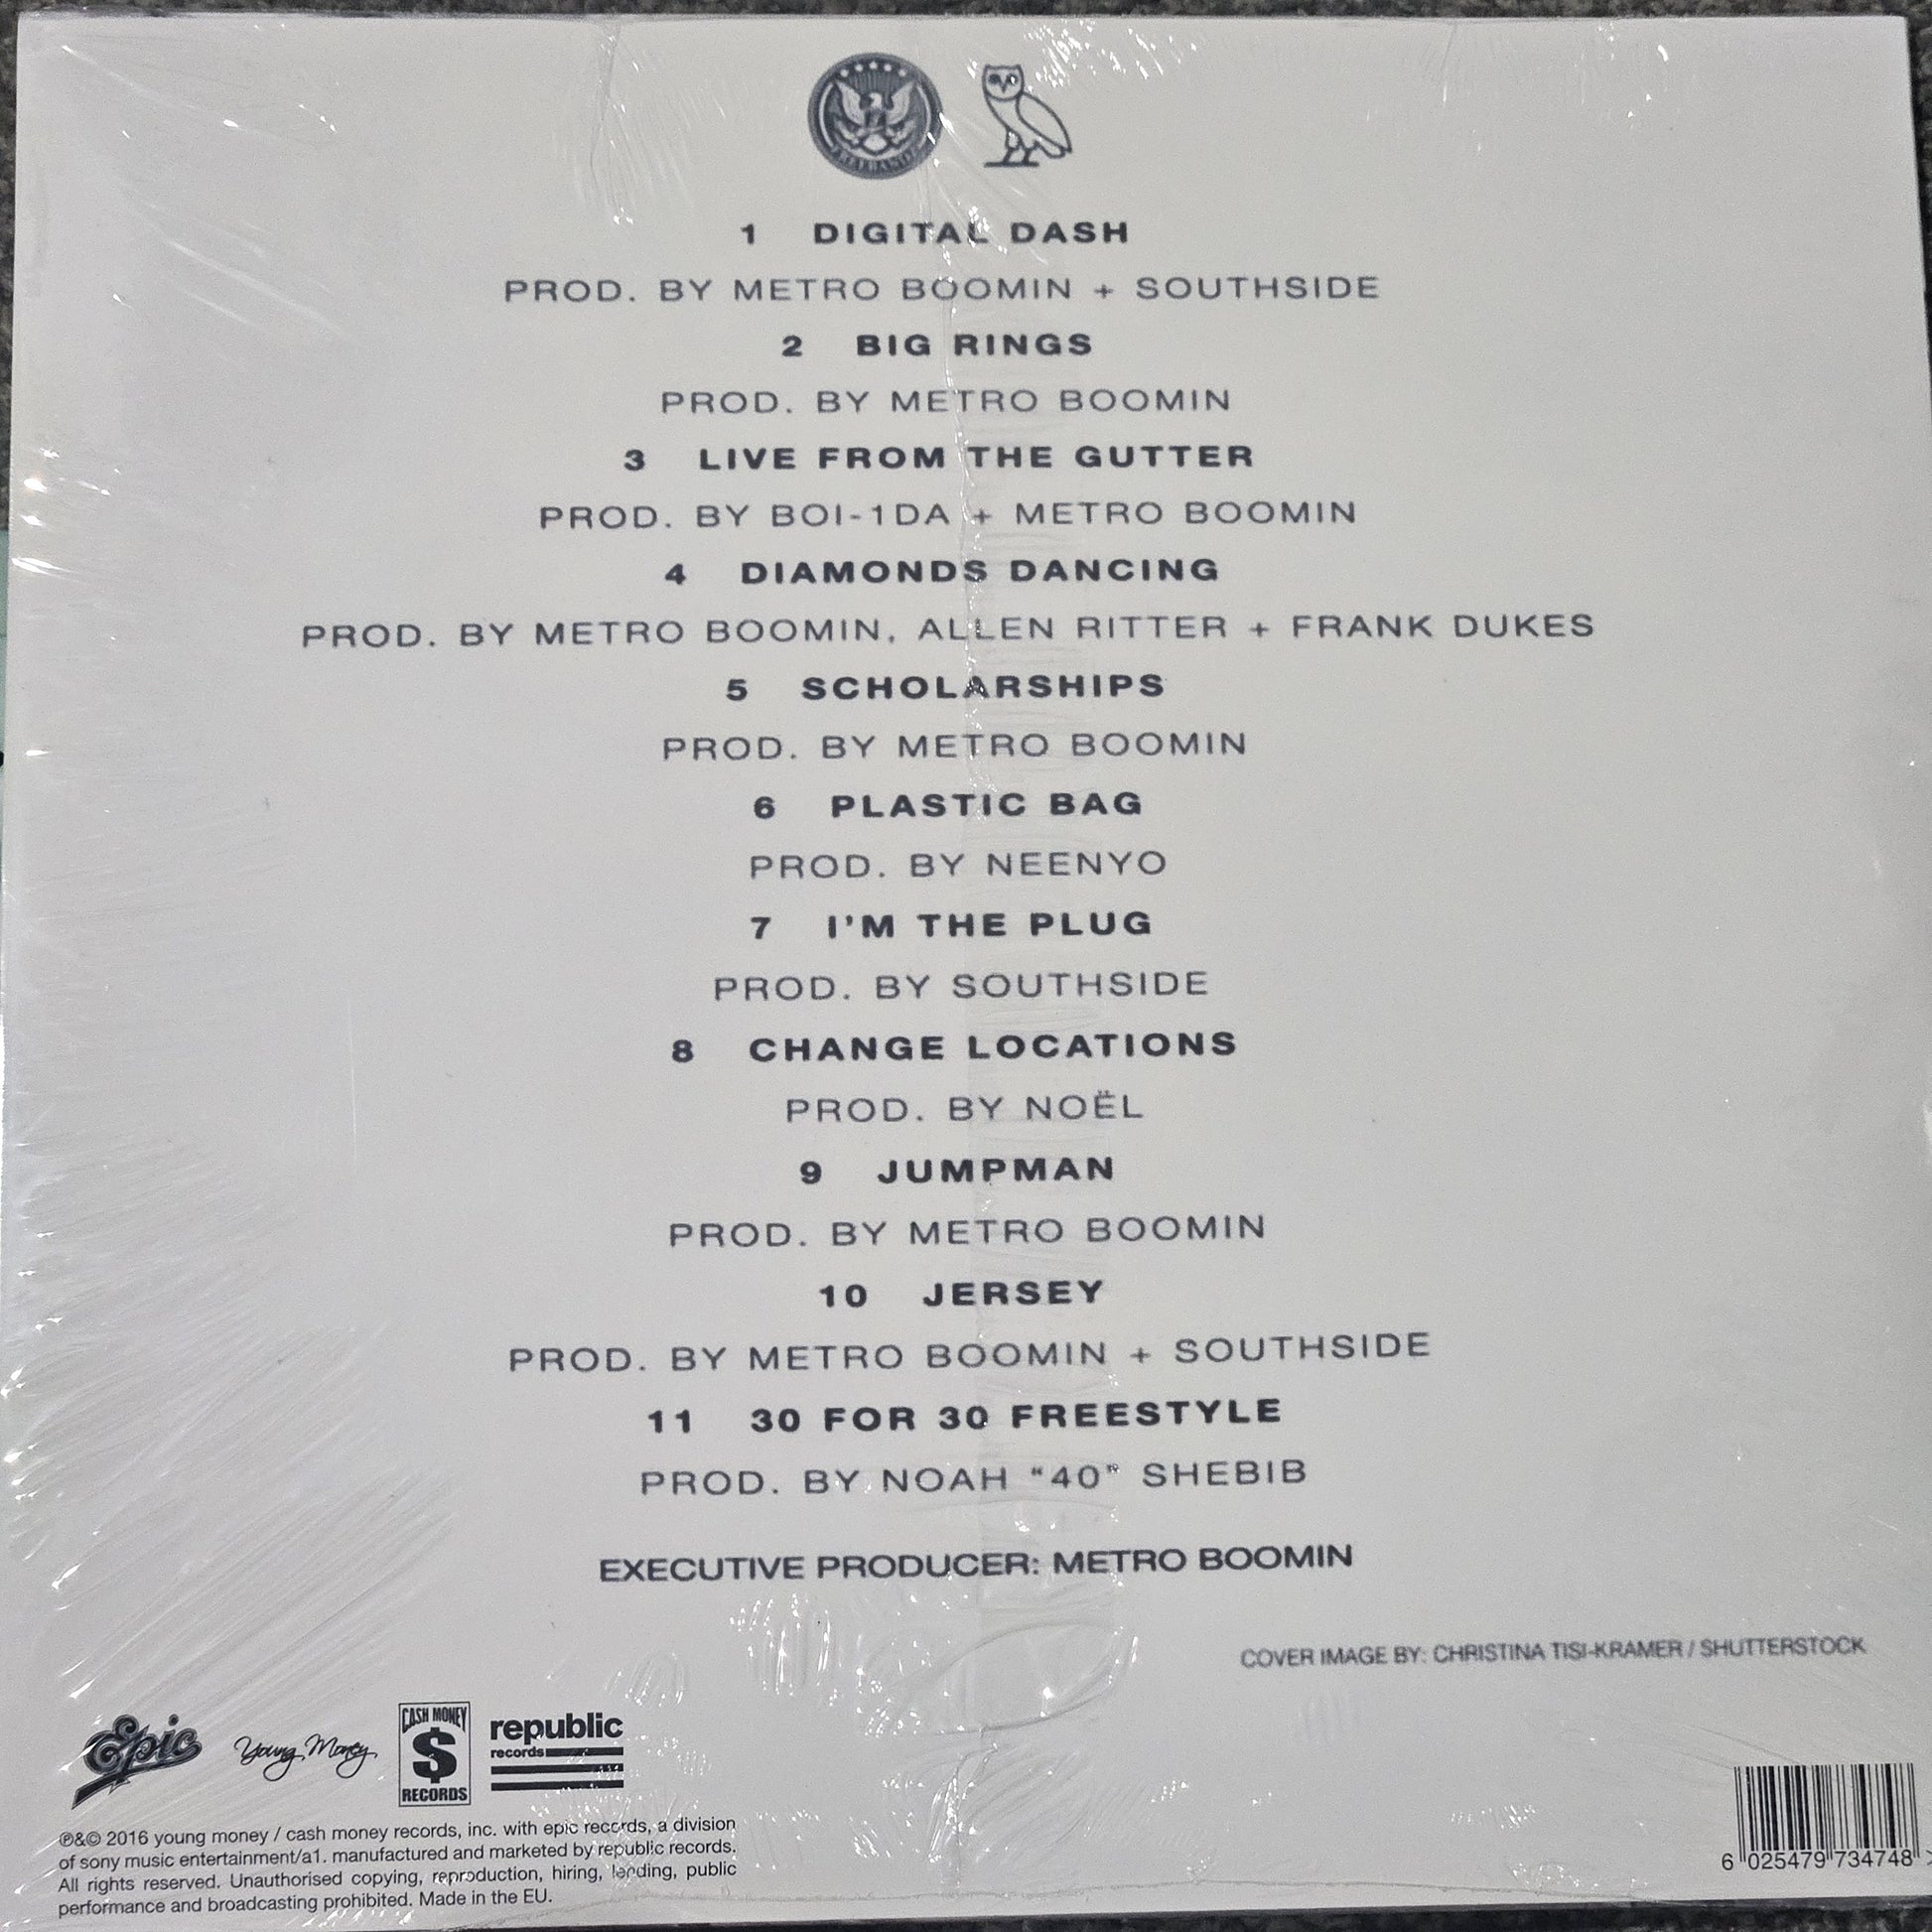 FREEBANDZ
1 DIGITAL DASH
PROD. BY METRO BOOMIN + SOUTHSIDE
2 BIG RINGS
PROD. BY METRO BOOMIN
3 LIVE FROM THE GUTTER
PROD. BY BOI-1DA + METRO BOOMIN
4 DIAMONDS DANCING
PROD. BY METRO BOOMIN, ALLEN RITTER + FRANK DUKES
5 SCHOLARSHIPS
PROD. BY METRO BOOMIN
6 PLASTIC BAG
PROD. BY NEENYO
7 I'M THE PLUG
PROD. BY SOUTHSIDE
8 CHANGE LOCATIONS
PROD. BY NOËL
9 JUMPMAN
PROD. BY METRO BOOMIN
10 JERSEY
PROD. BY METRO BOOMIN + SOUTHSIDE
11 30 FOR 30 FREESTYLE
PROD. BY NOAH "40" SHEBIB
EXECUTIVE PRODUCER: METRO BOOMIN
COVER IMAGE BY: CHRISTINA TISI-KRAMER / SHUTTERSTOCK
Epic
Young Money
CASH MONEY
$
RECORDS
republic
records
℗&© 2016 young money / cash money records, inc. with epic records, a division
of sony music entertainment/a1. manufactured and marketed by republic records.
All rights reserved. Unauthorised copying, reproduction, hiring, lending, public
performance and broadcasting prohibited. Made in the EU.
6 025479 734748 >